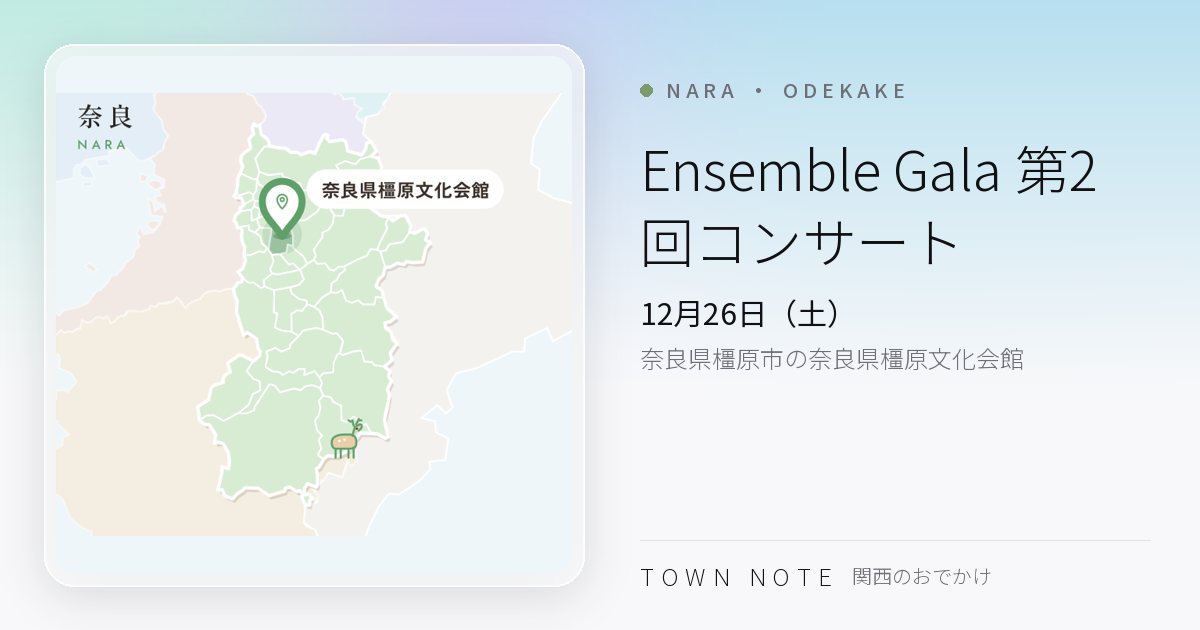 奈良
NARA
奈良県橿原文化会館
NARA • ODEKAKE
Ensemble Gala 第2
回コンサート
12月26日（土）
奈良県橿原市の奈良県橿原文化会館
TOWN NOTE 関西のおでかけ